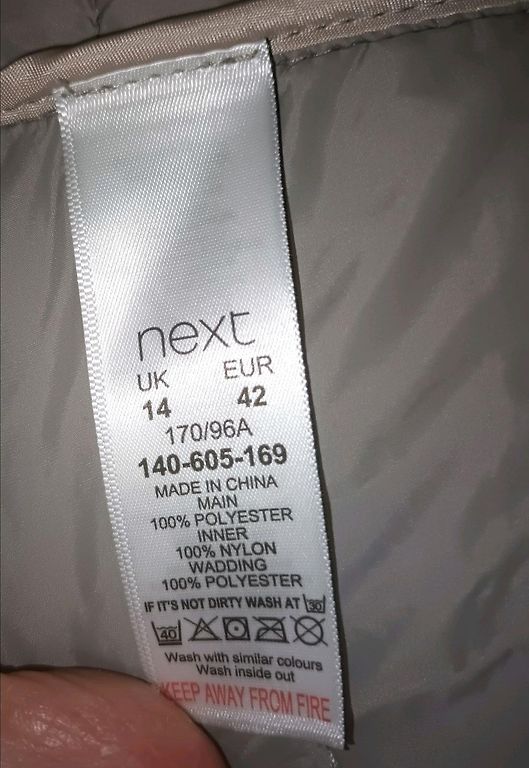 next
UK EUR
14 42
170/96A
140-605-169
MADE IN CHINA
MAIN
100% POLYESTER
INNER
100% NYLON
WADDING
100% POLYESTER
IF IT'S NOT DIRTY WASH AT 30
40
Wash with similar colours
Wash inside out
KEEP AWAY FROM FIRE